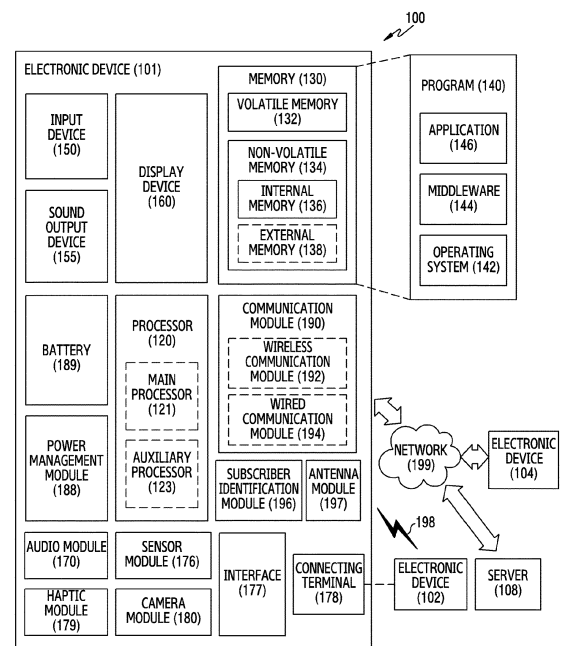 100
ELECTRONIC DEVICE (101)
INPUT
DEVICE
(150)
SOUND
OUTPUT
DEVICE
(155)
DISPLAY
DEVICE
(160)
MEMORY (130)
VOLATILE MEMORY
(132)
NON-VOLATILE
MEMORY (134)
INTERNAL
MEMORY (136)
EXTERNAL
MEMORY (138)
PROGRAM (140)
APPLICATION
(146)
MIDDLEWARE
(144)
OPERATING
SYSTEM (142)
BATTERY
(189)
POWER
MANAGEMENT
MODULE
(188)
PROCESSOR
(120)
MAIN
PROCESSOR
(121)
AUXILIARY
PROCESSOR
(123)
COMMUNICATION
MODULE (190)
WIRELESS
COMMUNICATION
MODULE (192)
WIRED
COMMUNICATION
MODULE (194)
SUBSCRIBER
IDENTIFICATION
MODULE (196)
ANTENNA
MODULE
(197)
NETWORK
(199)
ELECTRONIC
DEVICE (104)
198
AUDIO MODULE
(170)
SENSOR
MODULE (176)
INTERFACE
(177)
CONNECTING
TERMINAL
(178)
ELECTRONIC
DEVICE
(102)
SERVER
(108)
HAPTIC MODULE
(179)
CAMERA
MODULE (180)